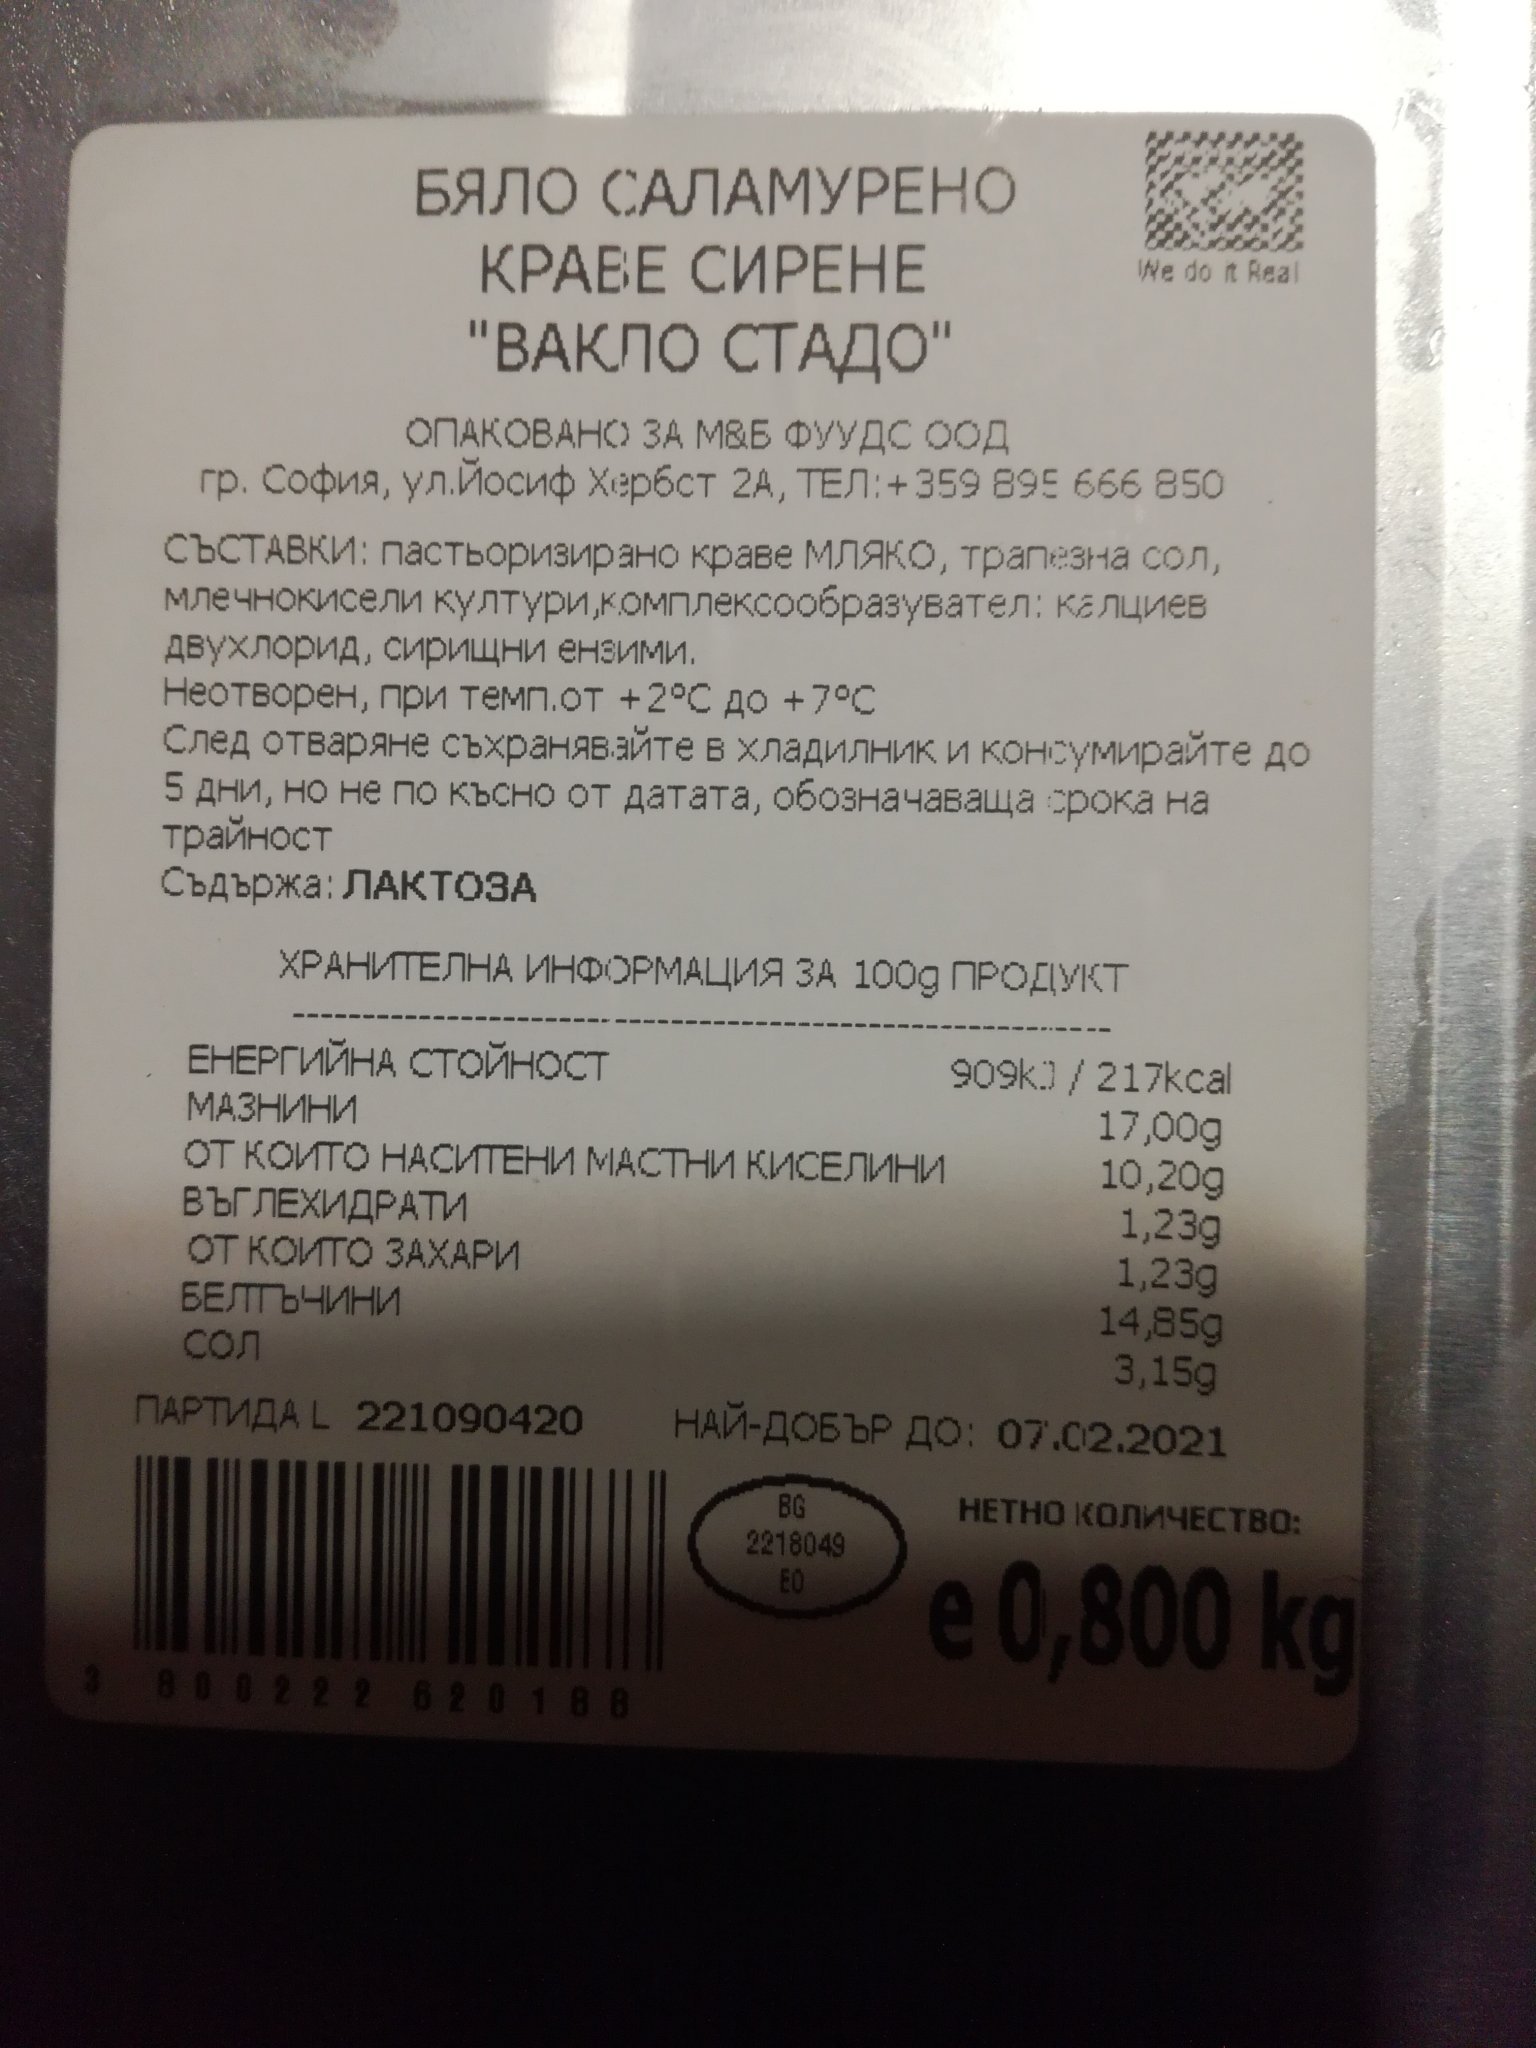 БЯЛО САЛАМУРЕНО
КРАВЕ СИРЕНЕ
"ВАКЛО СТАДО"
We do it Real
ОПАКОВАНО ЗА М&Б ФУУДС ООД
гр. София, ул.Йосиф Хербст 2А, ТЕЛ:+359 895 666 850
СЪСТАВКИ: пастьоризирано краве МЛЯКО, трапезна сол,
млечнокисели култури,комплексообразувател: калциев
двухлорид, сирищни ензими.
Неотворен, при темп.от +2ºC до +7ºC
След отваряне съхранявайте в хладилник и консумирайте до
5 дни, но не по късно от датата, обозначаваща срока на
трайност
Съдържа: ЛАКТОЗА
ХРАНИТЕЛНА ИНФОРМАЦИЯ ЗА 100g ПРОДУКТ
ЕНЕРГИЙНА СТОЙНОСТ 909kJ / 217kcal
МАЗНИНИ 17,00g
ОТ КОИТО НАСИТЕНИ МАСТНИ КИСЕЛИНИ 10,20g
ВЪГЛЕХИДРАТИ 1,23g
ОТ КОИТО ЗАХАРИ 1,23g
БЕЛТЪЧИНИ 14,85g
СОЛ 3,15g
ПАРТИДА L 221090420 НАЙ-ДОБЪР ДО: 07.02.2021
BG
2218049
EO
НЕТНО КОЛИЧЕСТВО:
e 0,800 kg
3 800222 620188